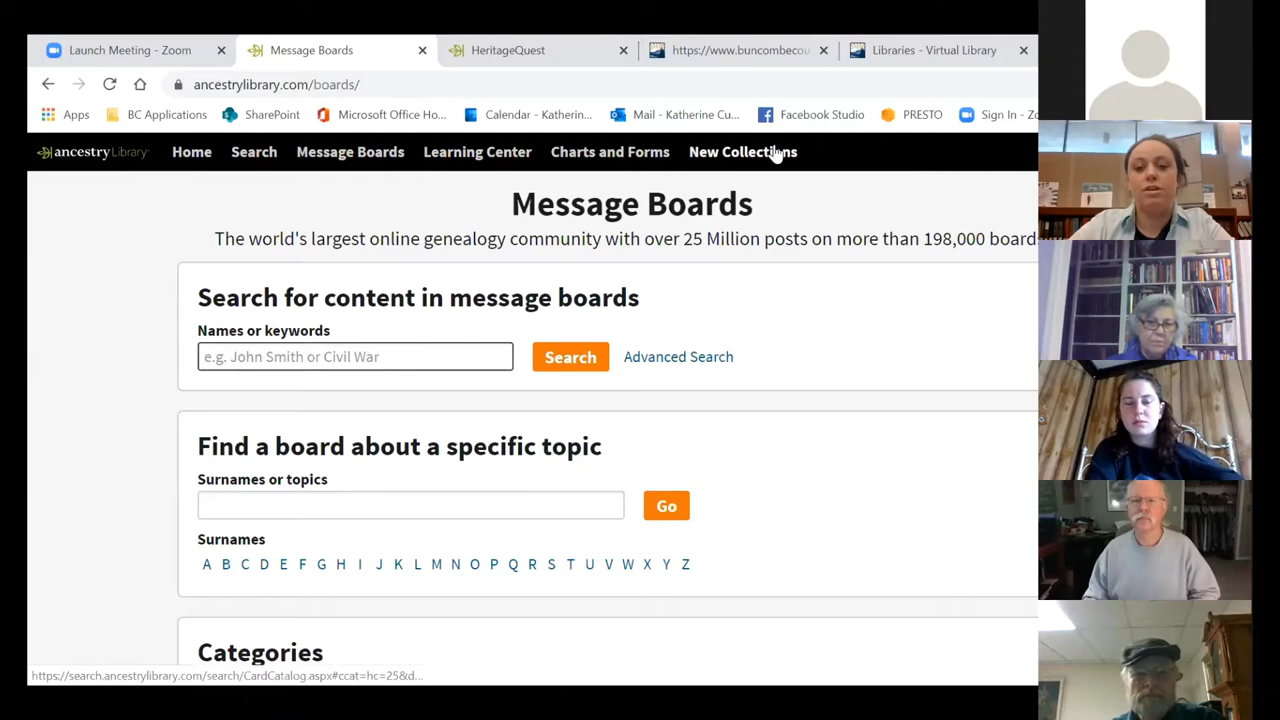 Launch Meeting - Zoom
Message Boards
HeritageQuest
https://www.buncombecou
Libraries - Virtual Library
ancestrylibrary.com/boards/
Apps BC Applications SharePoint Microsoft Office Ho... Calendar - Katherin... Mail - Katherine Cu... Facebook Studio PRESTO Sign In - Zo
ancestryLibrary Home Search Message Boards Learning Center Charts and Forms New Collections
Message Boards
The world's largest online genealogy community with over 25 Million posts on more than 198,000 boards
Search for content in message boards
Names or keywords
e.g. John Smith or Civil War Search Advanced Search
Find a board about a specific topic
Surnames or topics
Go
Surnames
A B C D E F G H I J K L M N O P Q R S T U V W X Y Z
Categories
https://search.ancestrylibrary.com/search/CardCatalog.aspx#ccat=hc=25&d...